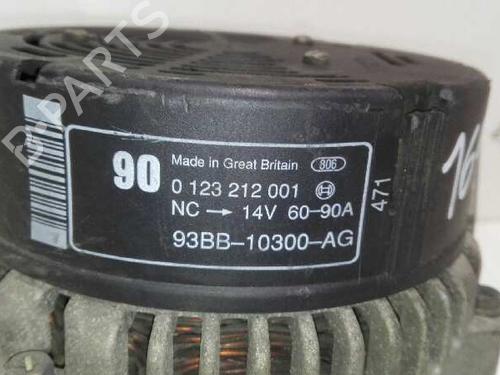 90 Made in Great Britain 806
0 123 212 001
NC → 14V 60-90A
93BB-10300-AG
471
16
B-PARTS